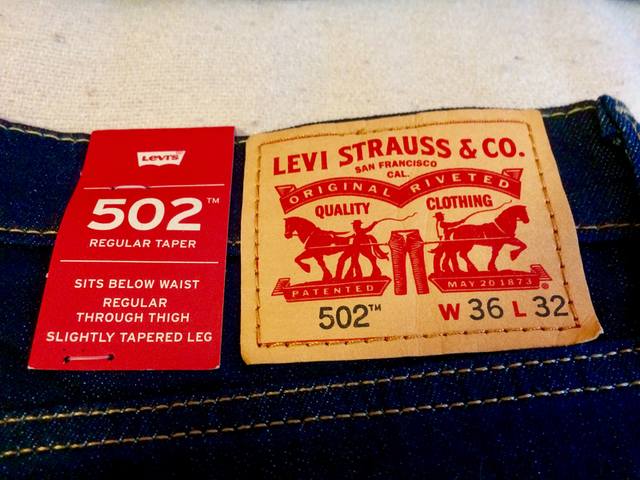 LEVI'S
502™
REGULAR TAPER
SITS BELOW WAIST
REGULAR
THROUGH THIGH
SLIGHTLY TAPERED LEG
LEVI STRAUSS & CO.
SAN FRANCISCO
CAL.
ORIGINAL RIVETED
QUALITY CLOTHING
PATENTED MAY 20 1873 ®
502™ W 36 L 32